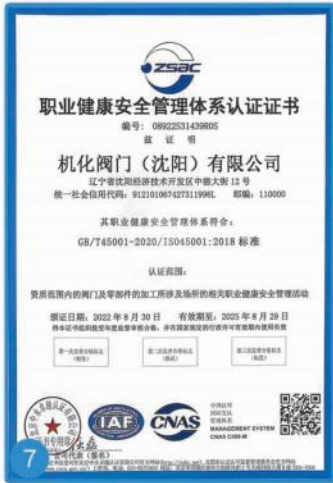 ZSBC
职业健康安全管理体系认证证书
编号: 08922S31439R0S
兹 证 明
机化阀门（沈阳）有限公司
辽宁省沈阳经济技术开发区中德大街 12 号
统一社会信用代码: 912101067427311996L 邮编: 110000
其职业健康安全管理体系符合:
GB/T45001-2020/ISO45001:2018 标准
认证范围:
资质范围内的阀门及零部件的加工所涉及场所的相关职业健康安全管理活动
颁证日期: 2022 年 8 月 30 日 有效期至: 2025 年 8 月 29 日
IAF
CNAS
MANAGEMENT SYSTEM
7